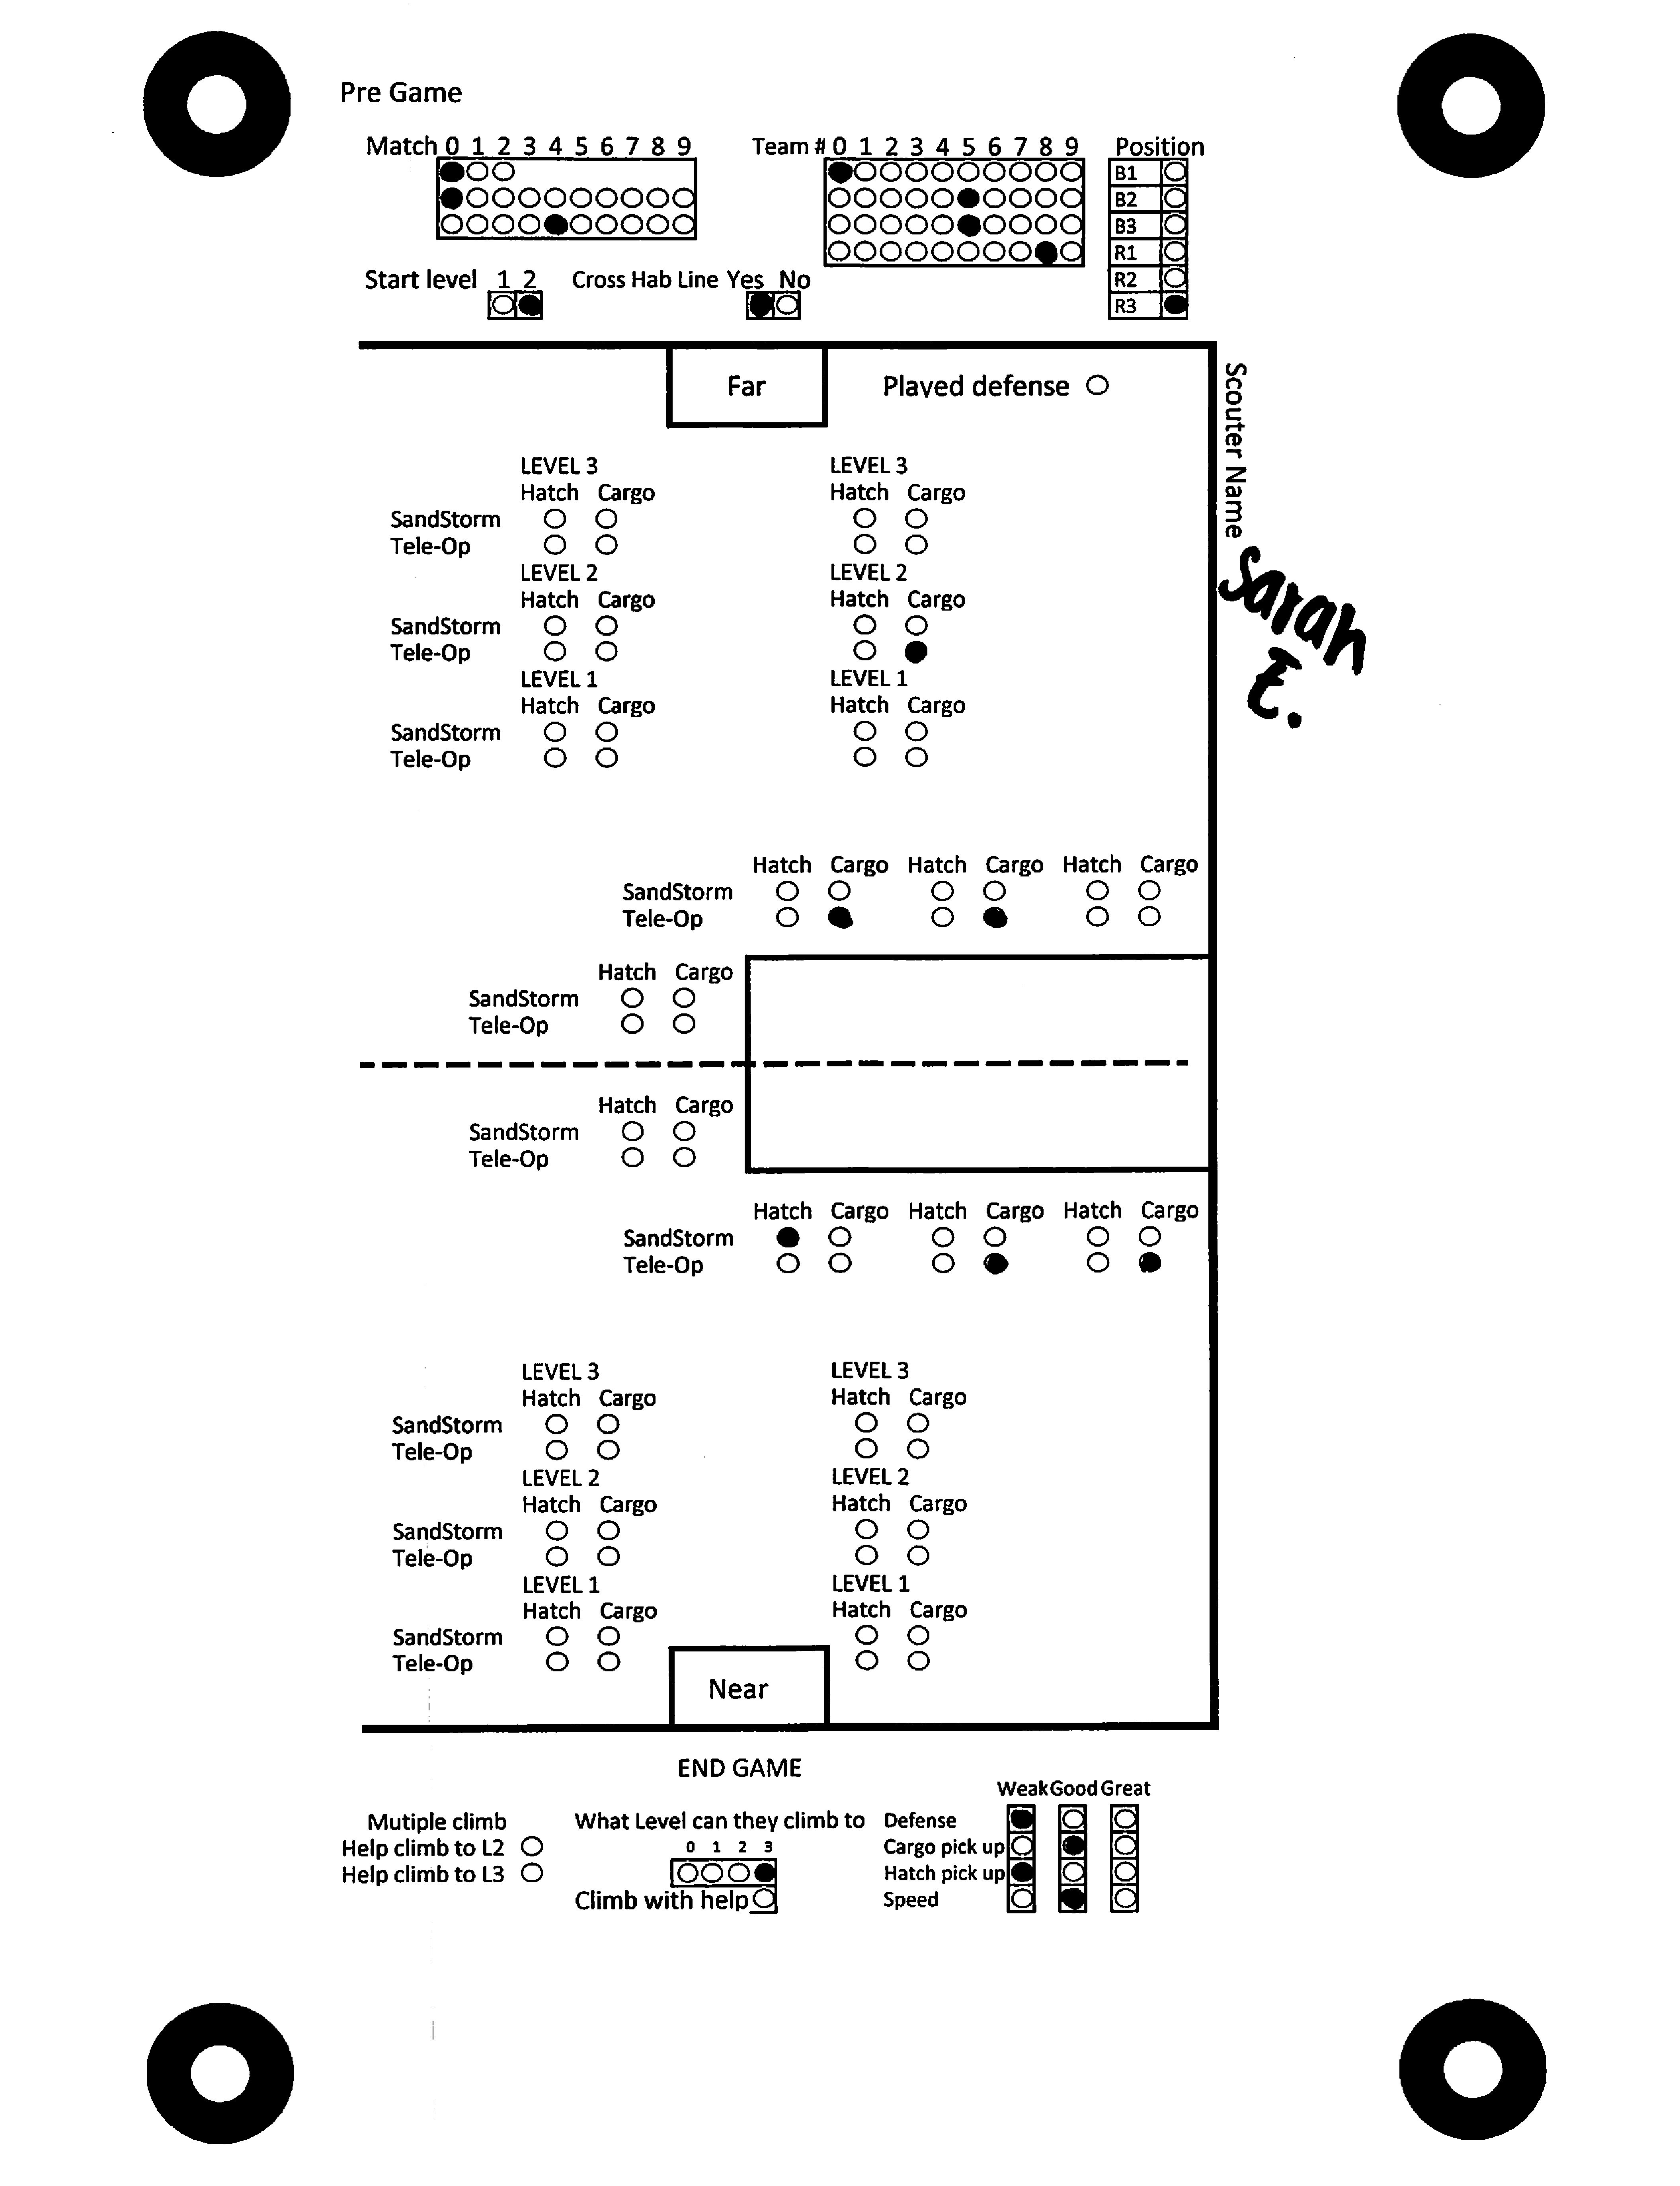 Pre Game
Match 0 1 2 3 4 5 6 7 8 9
Team # 0 1 2 3 4 5 6 7 8 9
Position
B1
B2
B3
R1
R2
R3
Start level 1 2
Cross Hab Line Yes No
Scouter Name
Sarah
E.
Far
Played defense
LEVEL 3 LEVEL 3
Hatch Cargo Hatch Cargo
SandStorm
Tele-Op
LEVEL 2 LEVEL 2
Hatch Cargo Hatch Cargo
SandStorm
Tele-Op
LEVEL 1 LEVEL 1
Hatch Cargo Hatch Cargo
SandStorm
Tele-Op
Hatch Cargo Hatch Cargo Hatch Cargo
SandStorm
Tele-Op
Hatch Cargo
SandStorm
Tele-Op
Hatch Cargo
SandStorm
Tele-Op
Hatch Cargo Hatch Cargo Hatch Cargo
SandStorm
Tele-Op
LEVEL 3 LEVEL 3
Hatch Cargo Hatch Cargo
SandStorm
Tele-Op
LEVEL 2 LEVEL 2
Hatch Cargo Hatch Cargo
SandStorm
Tele-Op
LEVEL 1 LEVEL 1
Hatch Cargo Hatch Cargo
SandStorm
Tele-Op
Near
END GAME
Mutiple climb
Help climb to L2
Help climb to L3
What Level can they climb to
0 1 2 3
Climb with help
Weak Good Great
Defense
Cargo pick up
Hatch pick up
Speed